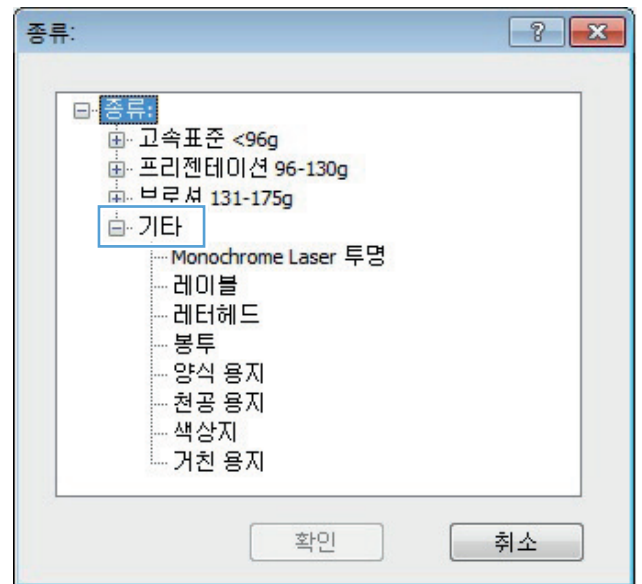 종류:
종류:
고속표준 <96g
프리젠테이션 96-130g
브로셔 131-175g
기타
Monochrome Laser 투명
레이블
레터헤드
봉투
양식 용지
천공 용지
색상지
거친 용지
확인 취소